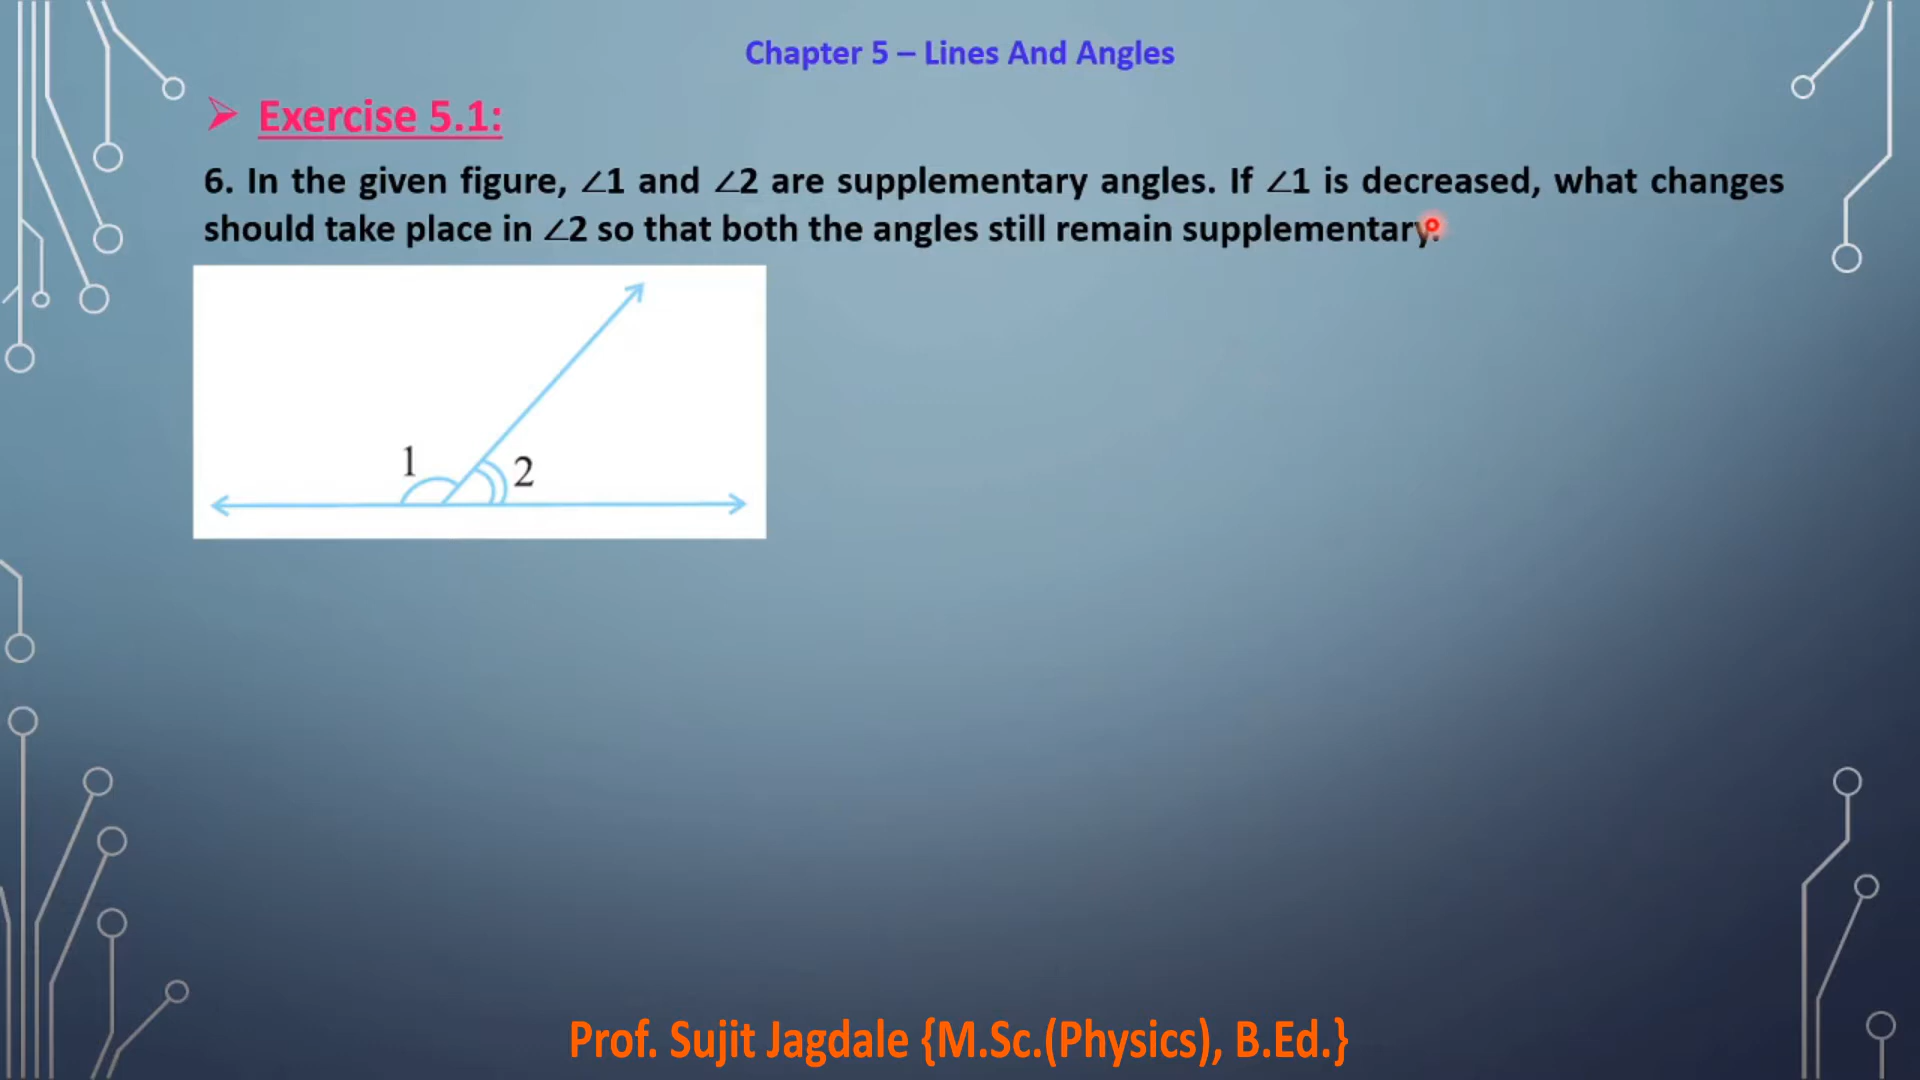 Chapter 5 – Lines And Angles
➢ Exercise 5.1:
6. In the given figure, ∠1 and ∠2 are supplementary angles. If ∠1 is decreased, what changes
should take place in ∠2 so that both the angles still remain supplementary.
1
2
Prof. Sujit Jagdale {M.Sc.(Physics), B.Ed.}